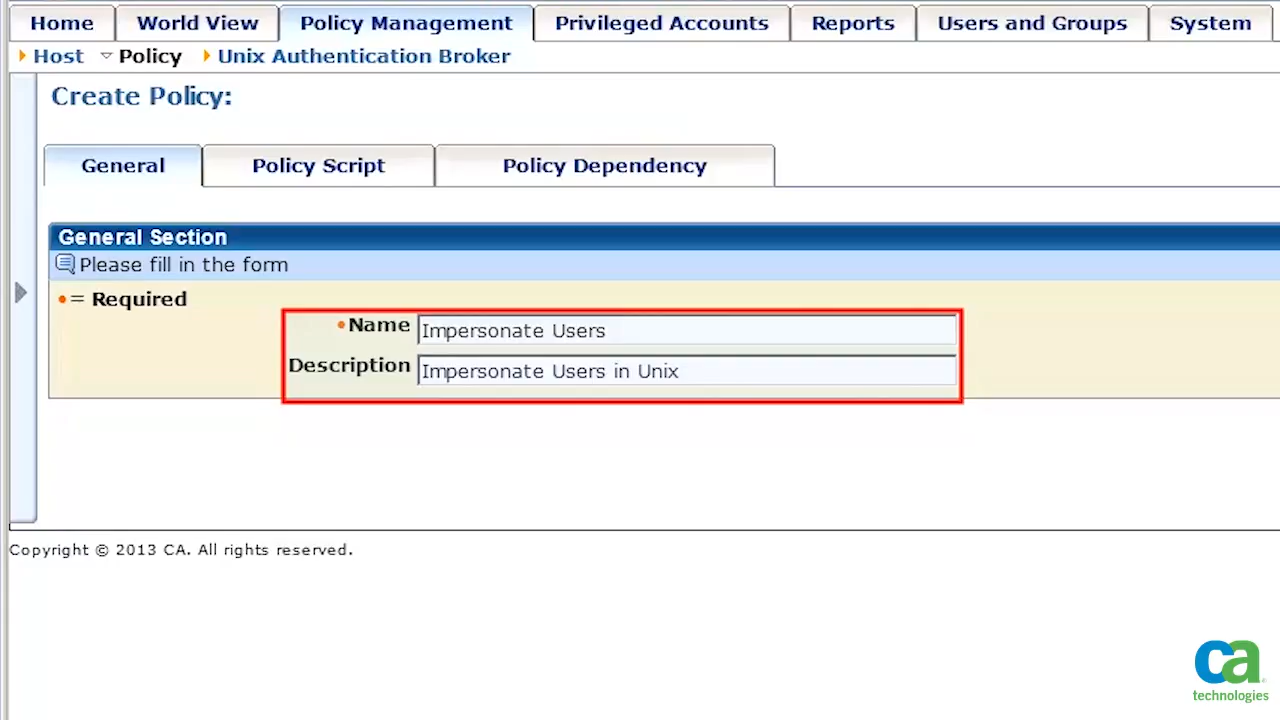 Home World View Policy Management Privileged Accounts Reports Users and Groups System
Host Policy Unix Authentication Broker
Create Policy:
General Policy Script Policy Dependency
General Section
Please fill in the form
•= Required
•Name Impersonate Users
Description Impersonate Users in Unix
Copyright © 2013 CA. All rights reserved.
ca
technologies